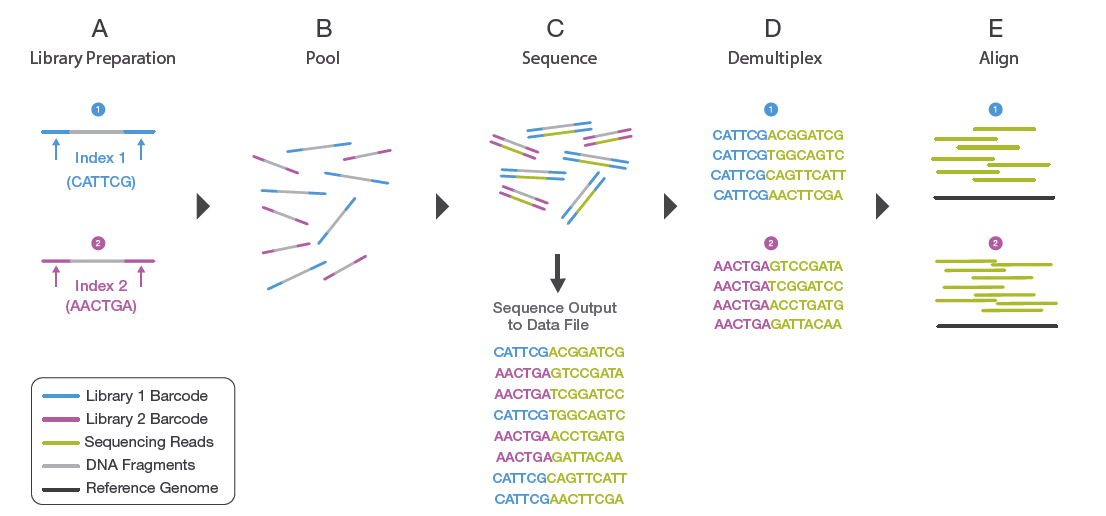 A
Library Preparation
1
Index 1
(CATTCG)
2
Index 2
(AACTGA)
Library 1 Barcode
Library 2 Barcode
Sequencing Reads
DNA Fragments
Reference Genome
B
Pool
C
Sequence
Sequence Output
to Data File
CATTCGACGGATCG
AACTGAGTCCGATA
AACTGATCGGATCC
CATTCGTGGCAGTC
AACTGAACCTGATG
AACTGAGATTACAA
CATTCGCAGTTCATT
CATTCGAACTTCGA
D
Demultiplex
1
CATTCGACGGATCG
CATTCGTGGCAGTC
CATTCGCAGTTCATT
CATTCGAACTTCGA
2
AACTGAGTCCGATA
AACTGATCGGATCC
AACTGAACCTGATG
AACTGAGATTACAA
E
Align
1
2